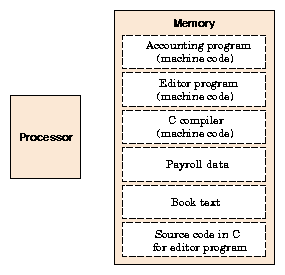 Memory
Accounting program
(machine code)
Editor program
(machine code)
C compiler
(machine code)
Processor
Payroll data
Book text
Source code in C
for editor program